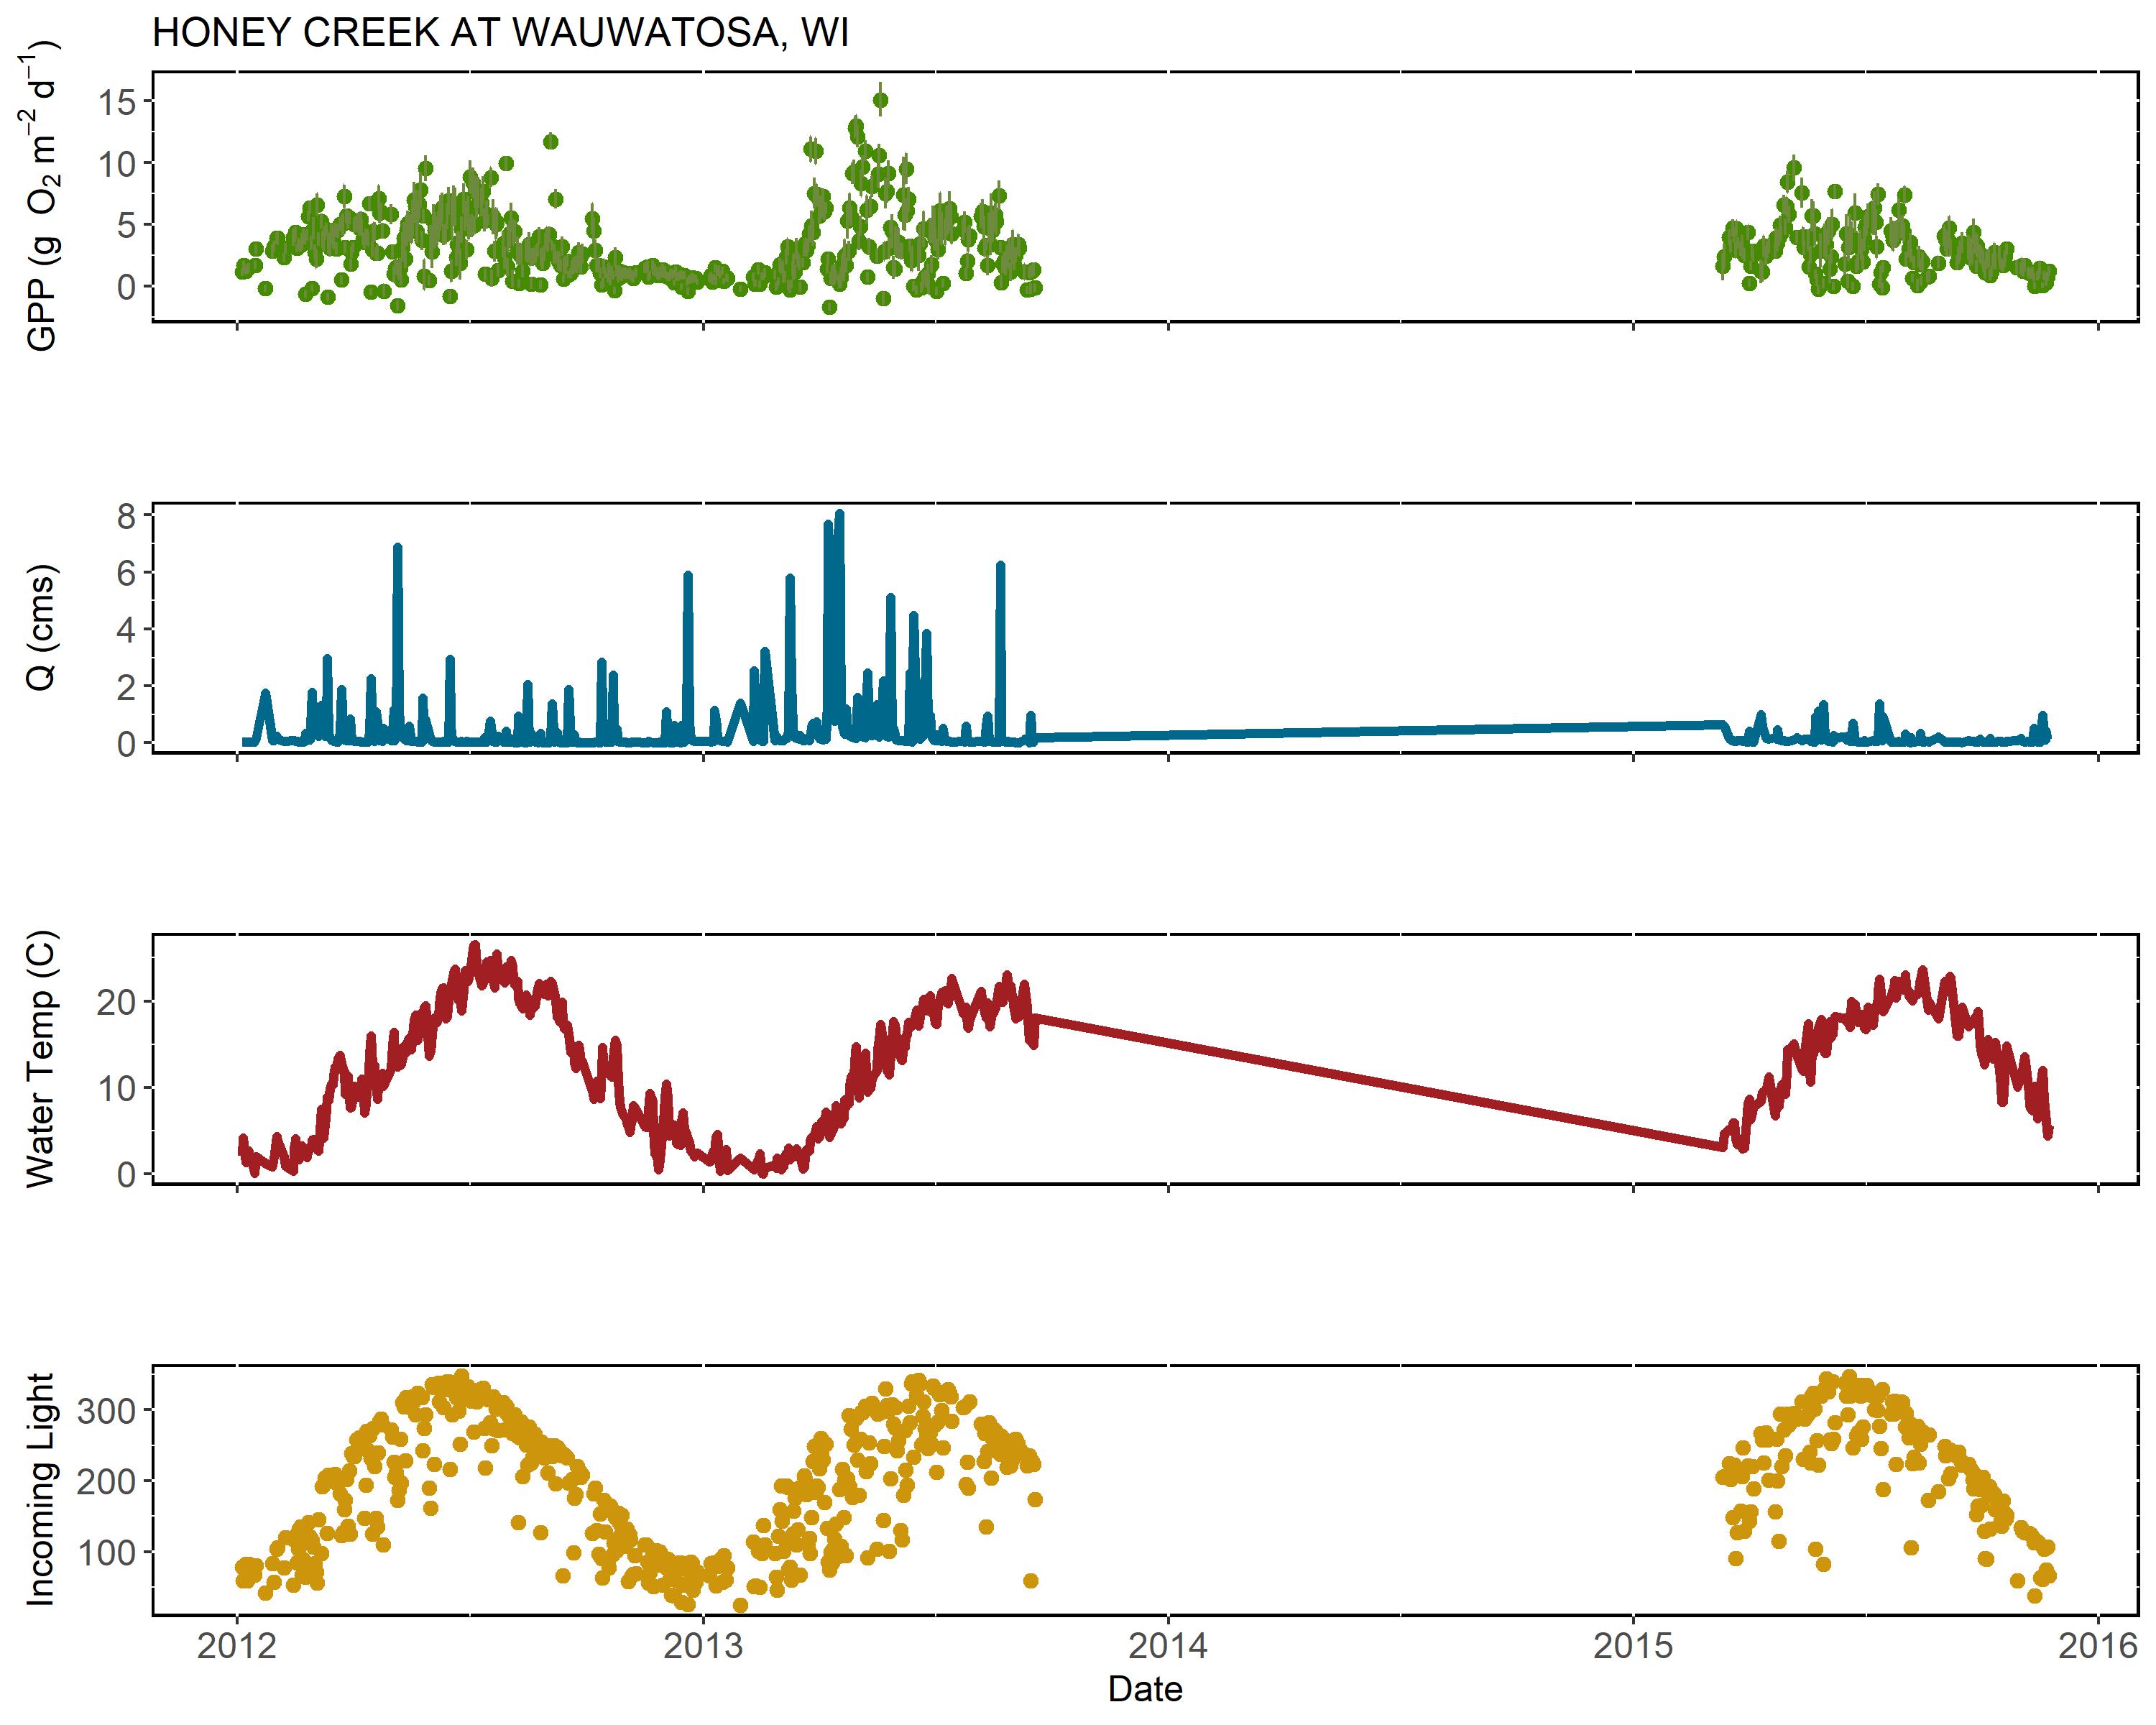 HONEY CREEK AT WAUWATOSA, WI
GPP (g O₂ m⁻² d⁻¹)
15
10
5
0
Q (cms)
8
6
4
2
0
Water Temp (C)
20
10
0
Incoming Light
300
200
100
2012 2013 2014 2015 2016
Date